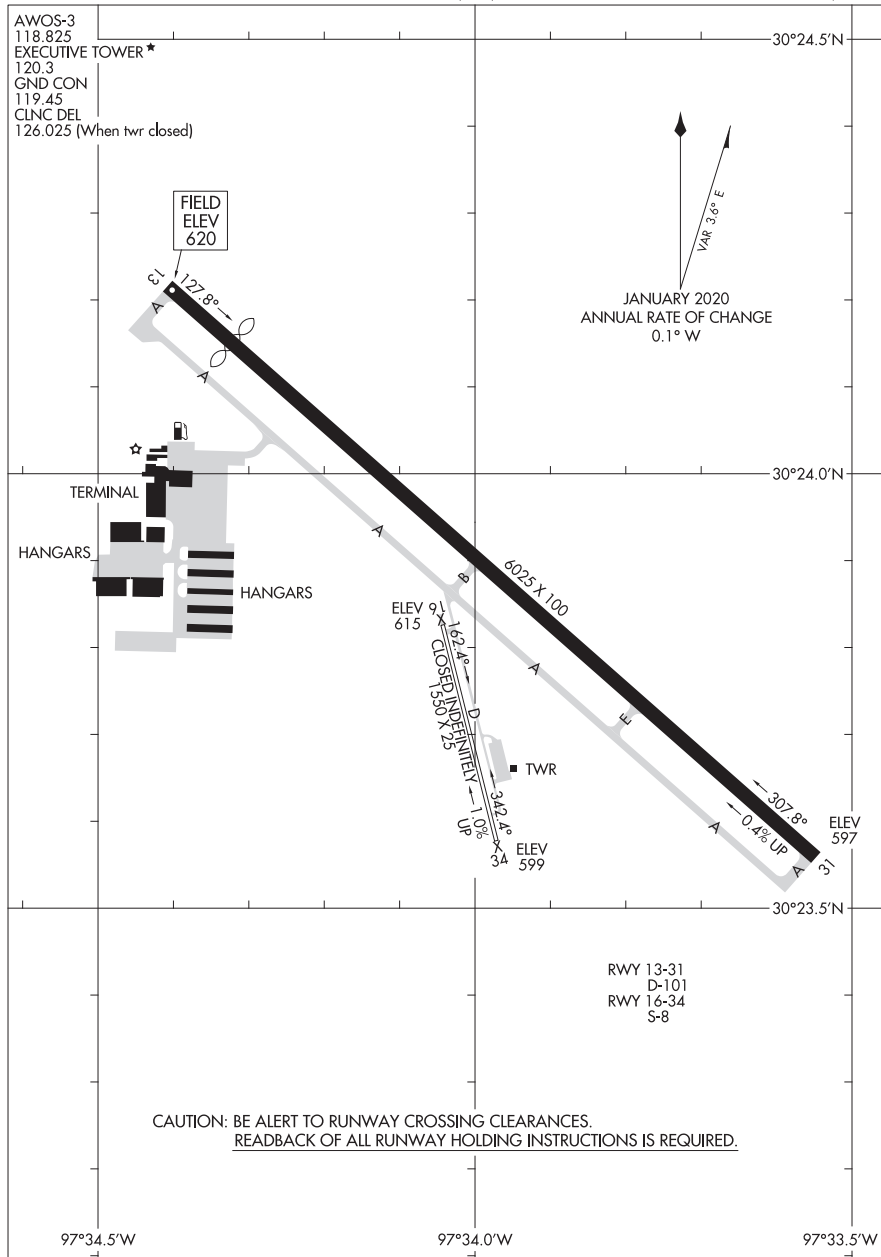 AWOS-3
118.825
EXECUTIVE TOWER★
120.3
GND CON
119.45
CLNC DEL
126.025 (When twr closed)
30°24.5'N
FIELD
ELEV
620
VAR 3.6° E
JANUARY 2020
ANNUAL RATE OF CHANGE
0.1° W
13
127.8°
A
A
30°24.0'N
TERMINAL
HANGARS
HANGARS
A
B
6025 X 100
ELEV
615
16
162.4°
CLOSED INDEFINITELY
1550 X 25
D
A
E
TWR
342.4°
1.0%
UP
34
ELEV
599
307.8°
0.4% UP
A
ELEV
597
A
31
30°23.5'N
RWY 13-31
D-101
RWY 16-34
S-8
CAUTION: BE ALERT TO RUNWAY CROSSING CLEARANCES.
READBACK OF ALL RUNWAY HOLDING INSTRUCTIONS IS REQUIRED.
97°34.5'W
97°34.0'W
97°33.5'W